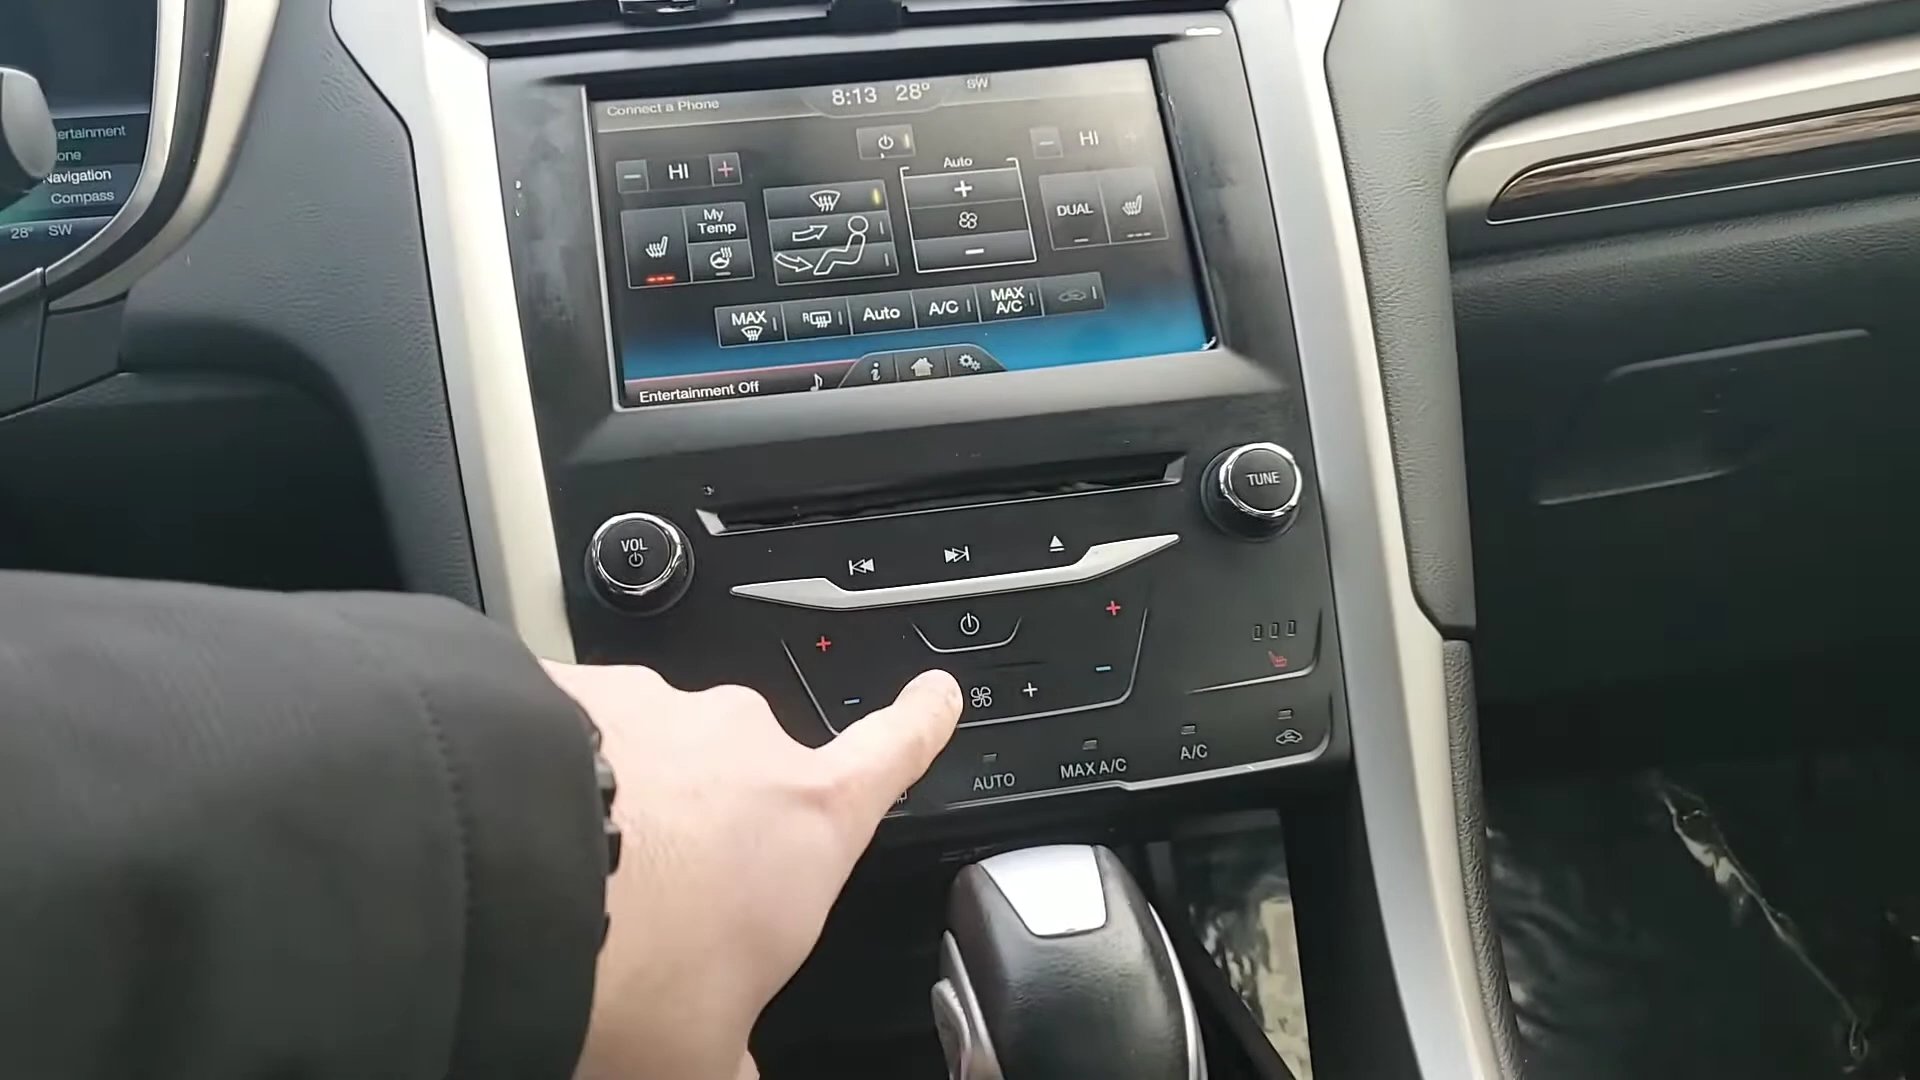 ertainment
one
Navigation
Compass
28° SW
Connect a Phone
8:13 28° SW
HI
Auto
HI
My
Temp
DUAL
MAX
R
Auto
A/C
MAX
A/C
Entertainment Off
i
VOL
TUNE
AUTO
MAX A/C
A/C